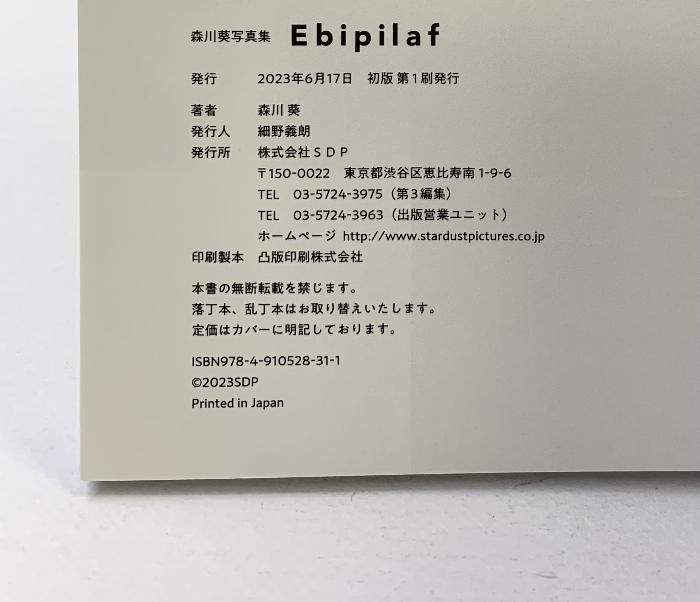 森川葵写真集 Ebipilaf
発行 2023年6月17日 初版 第1刷発行
著者 森川 葵
発行人 細野義朗
発行所 株式会社ＳＤＰ
〒150-0022 東京都渋谷区恵比寿南 1-9-6
TEL 03-5724-3975（第3編集）
TEL 03-5724-3963（出版営業ユニット）
ホームページ http://www.stardustpictures.co.jp
印刷製本 凸版印刷株式会社
本書の無断転載を禁じます。
落丁本、乱丁本はお取り替えいたします。
定価はカバーに明記しております。
ISBN978-4-910528-31-1
©2023SDP
Printed in Japan